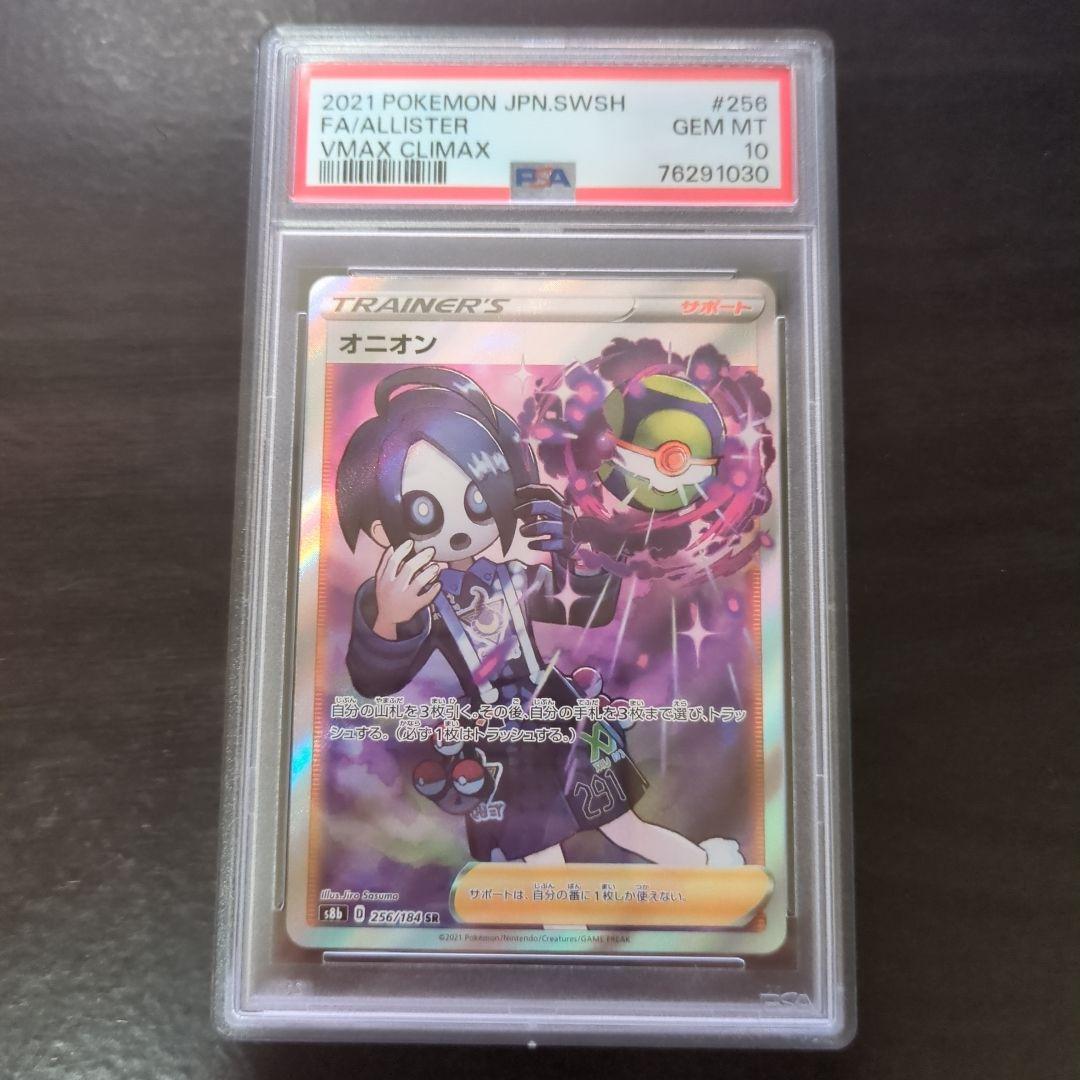 2021 POKEMON JPN.SWSH #256
FA/ALLISTER GEM MT
VMAX CLIMAX 10
PSA 76291030
TRAINER'S サポート
オニオン
自分の山札を3枚引く。その後、自分の手札を3枚まで選び、トラッ
シュする。(必ず1枚はトラッシュする。)
291
Illus.Jiro Sasumo
サポートは、自分の番に1枚しか使えない。
s8b D 256/184 SR
©2021 Pokémon/Nintendo/Creatures/GAME FREAK
PSA